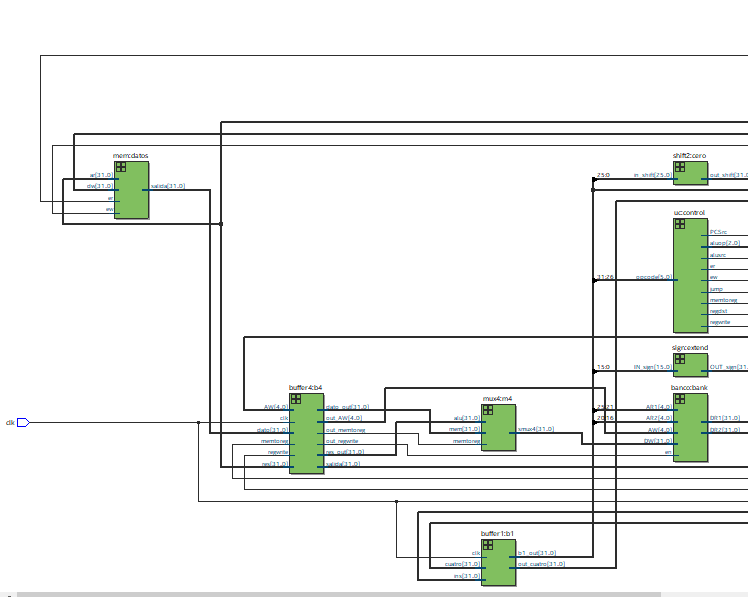 mem:datos
ar[31.0]
dw[31.0]
er
ew
salida[31.0]
shift2:cero
25:0
in_shift[25.0]
out_shift[31.0
uc:control
31:26
opcode[5.0]
PCSrc
aluop[2.0]
alusrc
er
ew
jump
memtoreg
regdst
regwrite
sign:extend
15:0
IN_sign[15.0]
OUT_sign[31.
banco:bank
25:21
20:16
AR1[4.0]
AR2[4.0]
AW[4.0]
DW[31.0]
en
DR1[31.0]
DR2[31.0]
buffer4:b4
AW[4.0]
clk
dato[31.0]
memtoreg
regwrite
res[31.0]
dato_out[31.0]
out_AW[4.0]
out_memtoreg
out_regwrite
res_out[31.0]
salida[31.0]
mux4:m4
alu[31.0]
mem[31.0]
memtoreg
smux4[31.0]
clk
buffer1:b1
clk
cuatro[31.0]
ins[31.0]
b1_out[31.0]
out_cuatro[31.0]